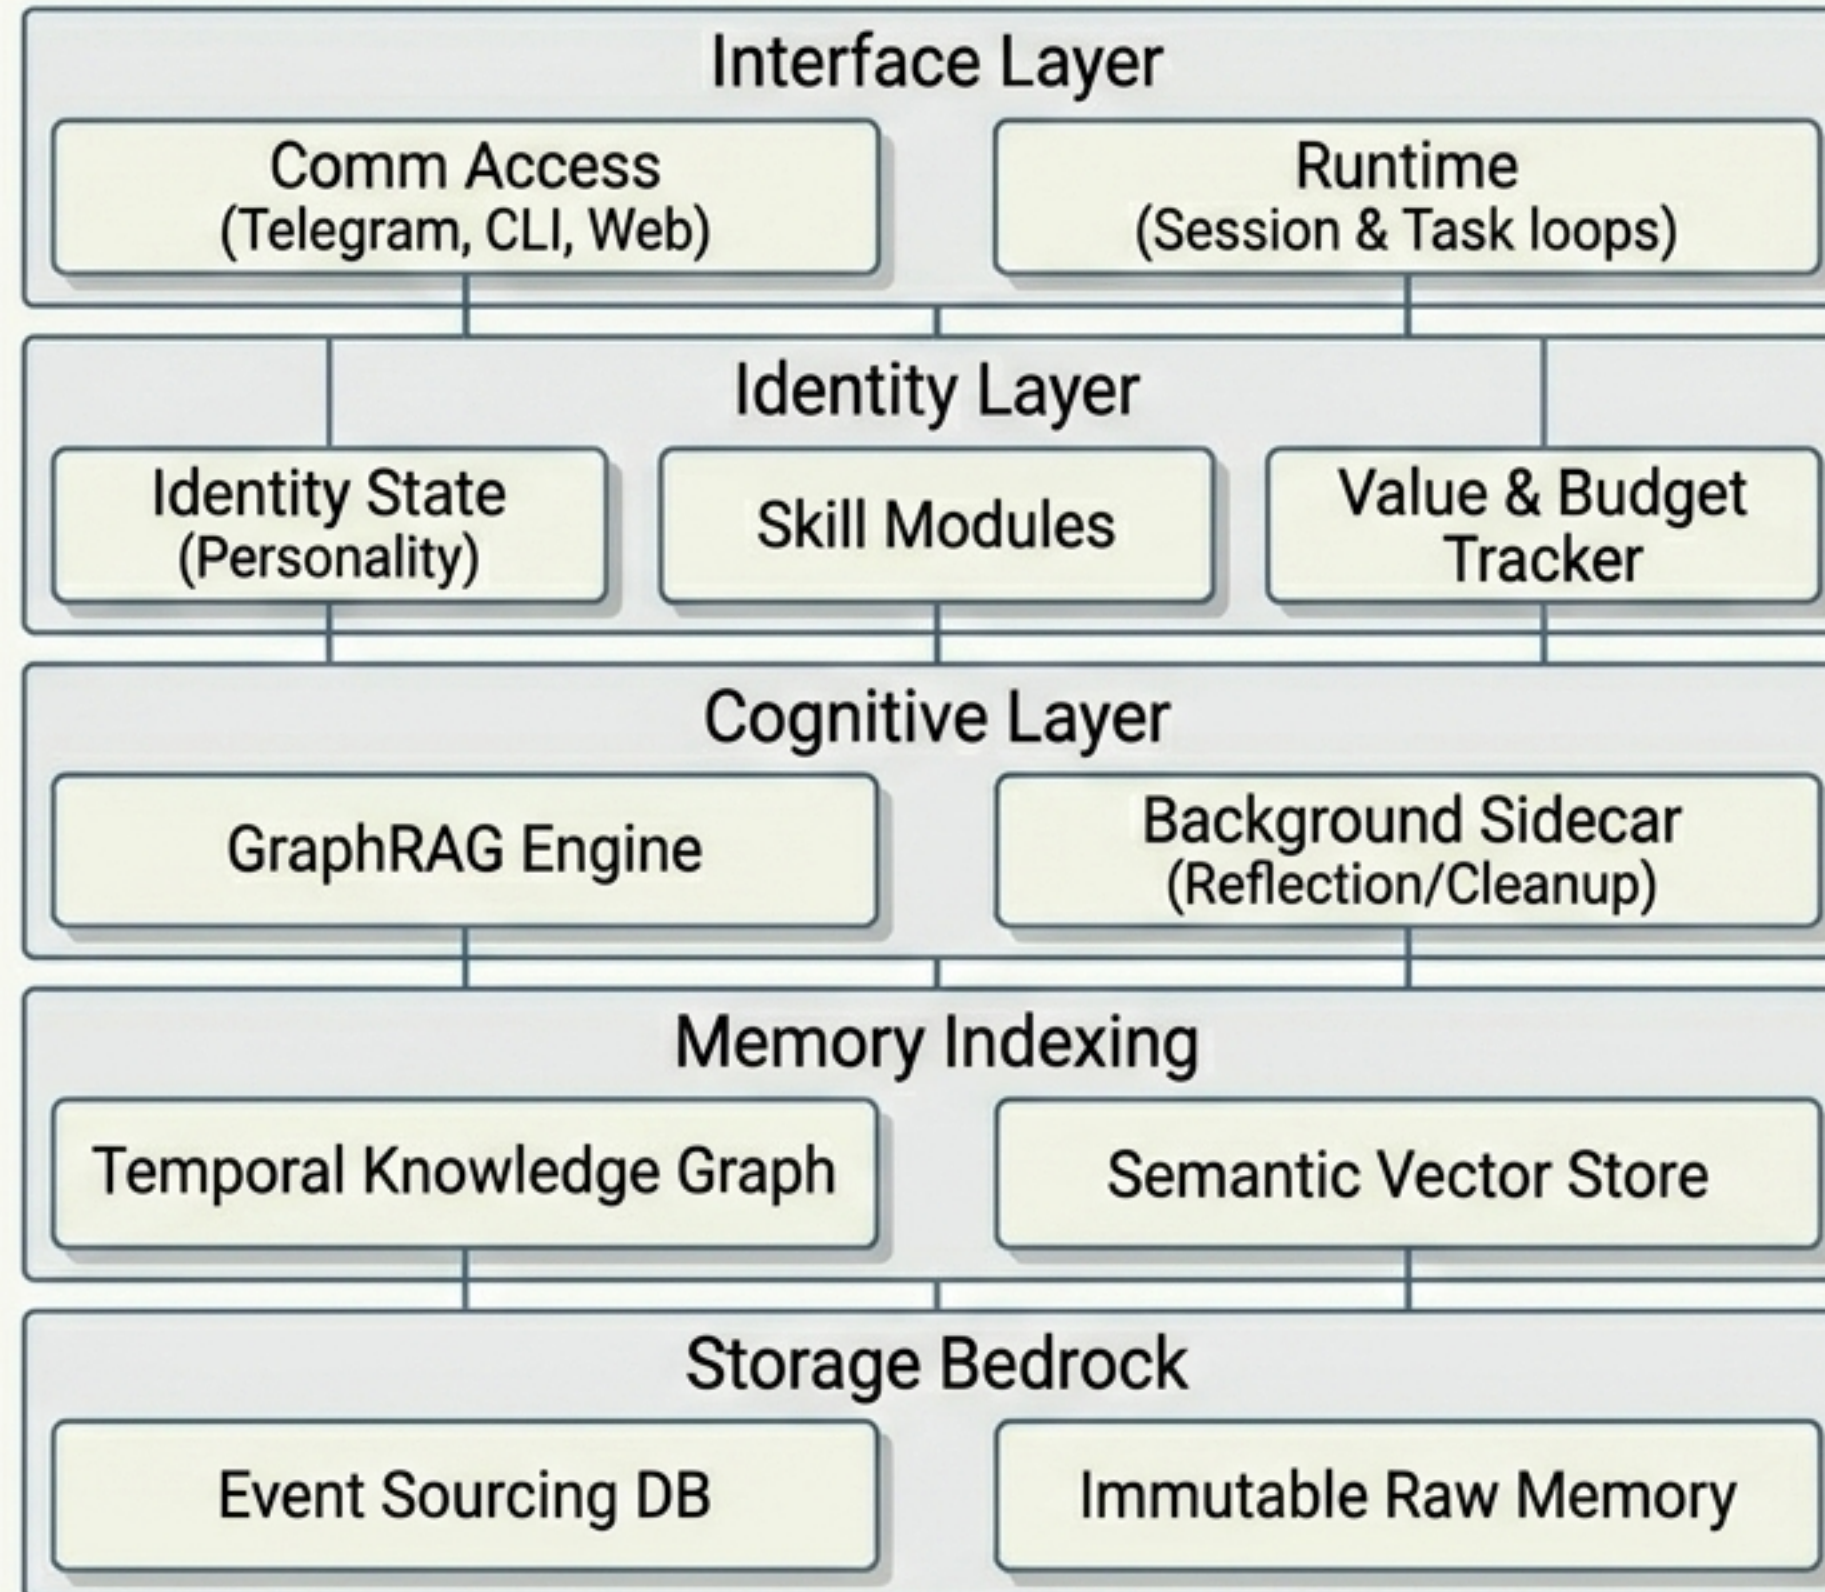 Interface Layer
Comm Access
(Telegram, CLI, Web)
Runtime
(Session & Task loops)
Identity Layer
Identity State
(Personality)
Skill Modules
Value & Budget
Tracker
Cognitive Layer
GraphRAG Engine
Background Sidecar
(Reflection/Cleanup)
Memory Indexing
Temporal Knowledge Graph
Semantic Vector Store
Storage Bedrock
Event Sourcing DB
Immutable Raw Memory